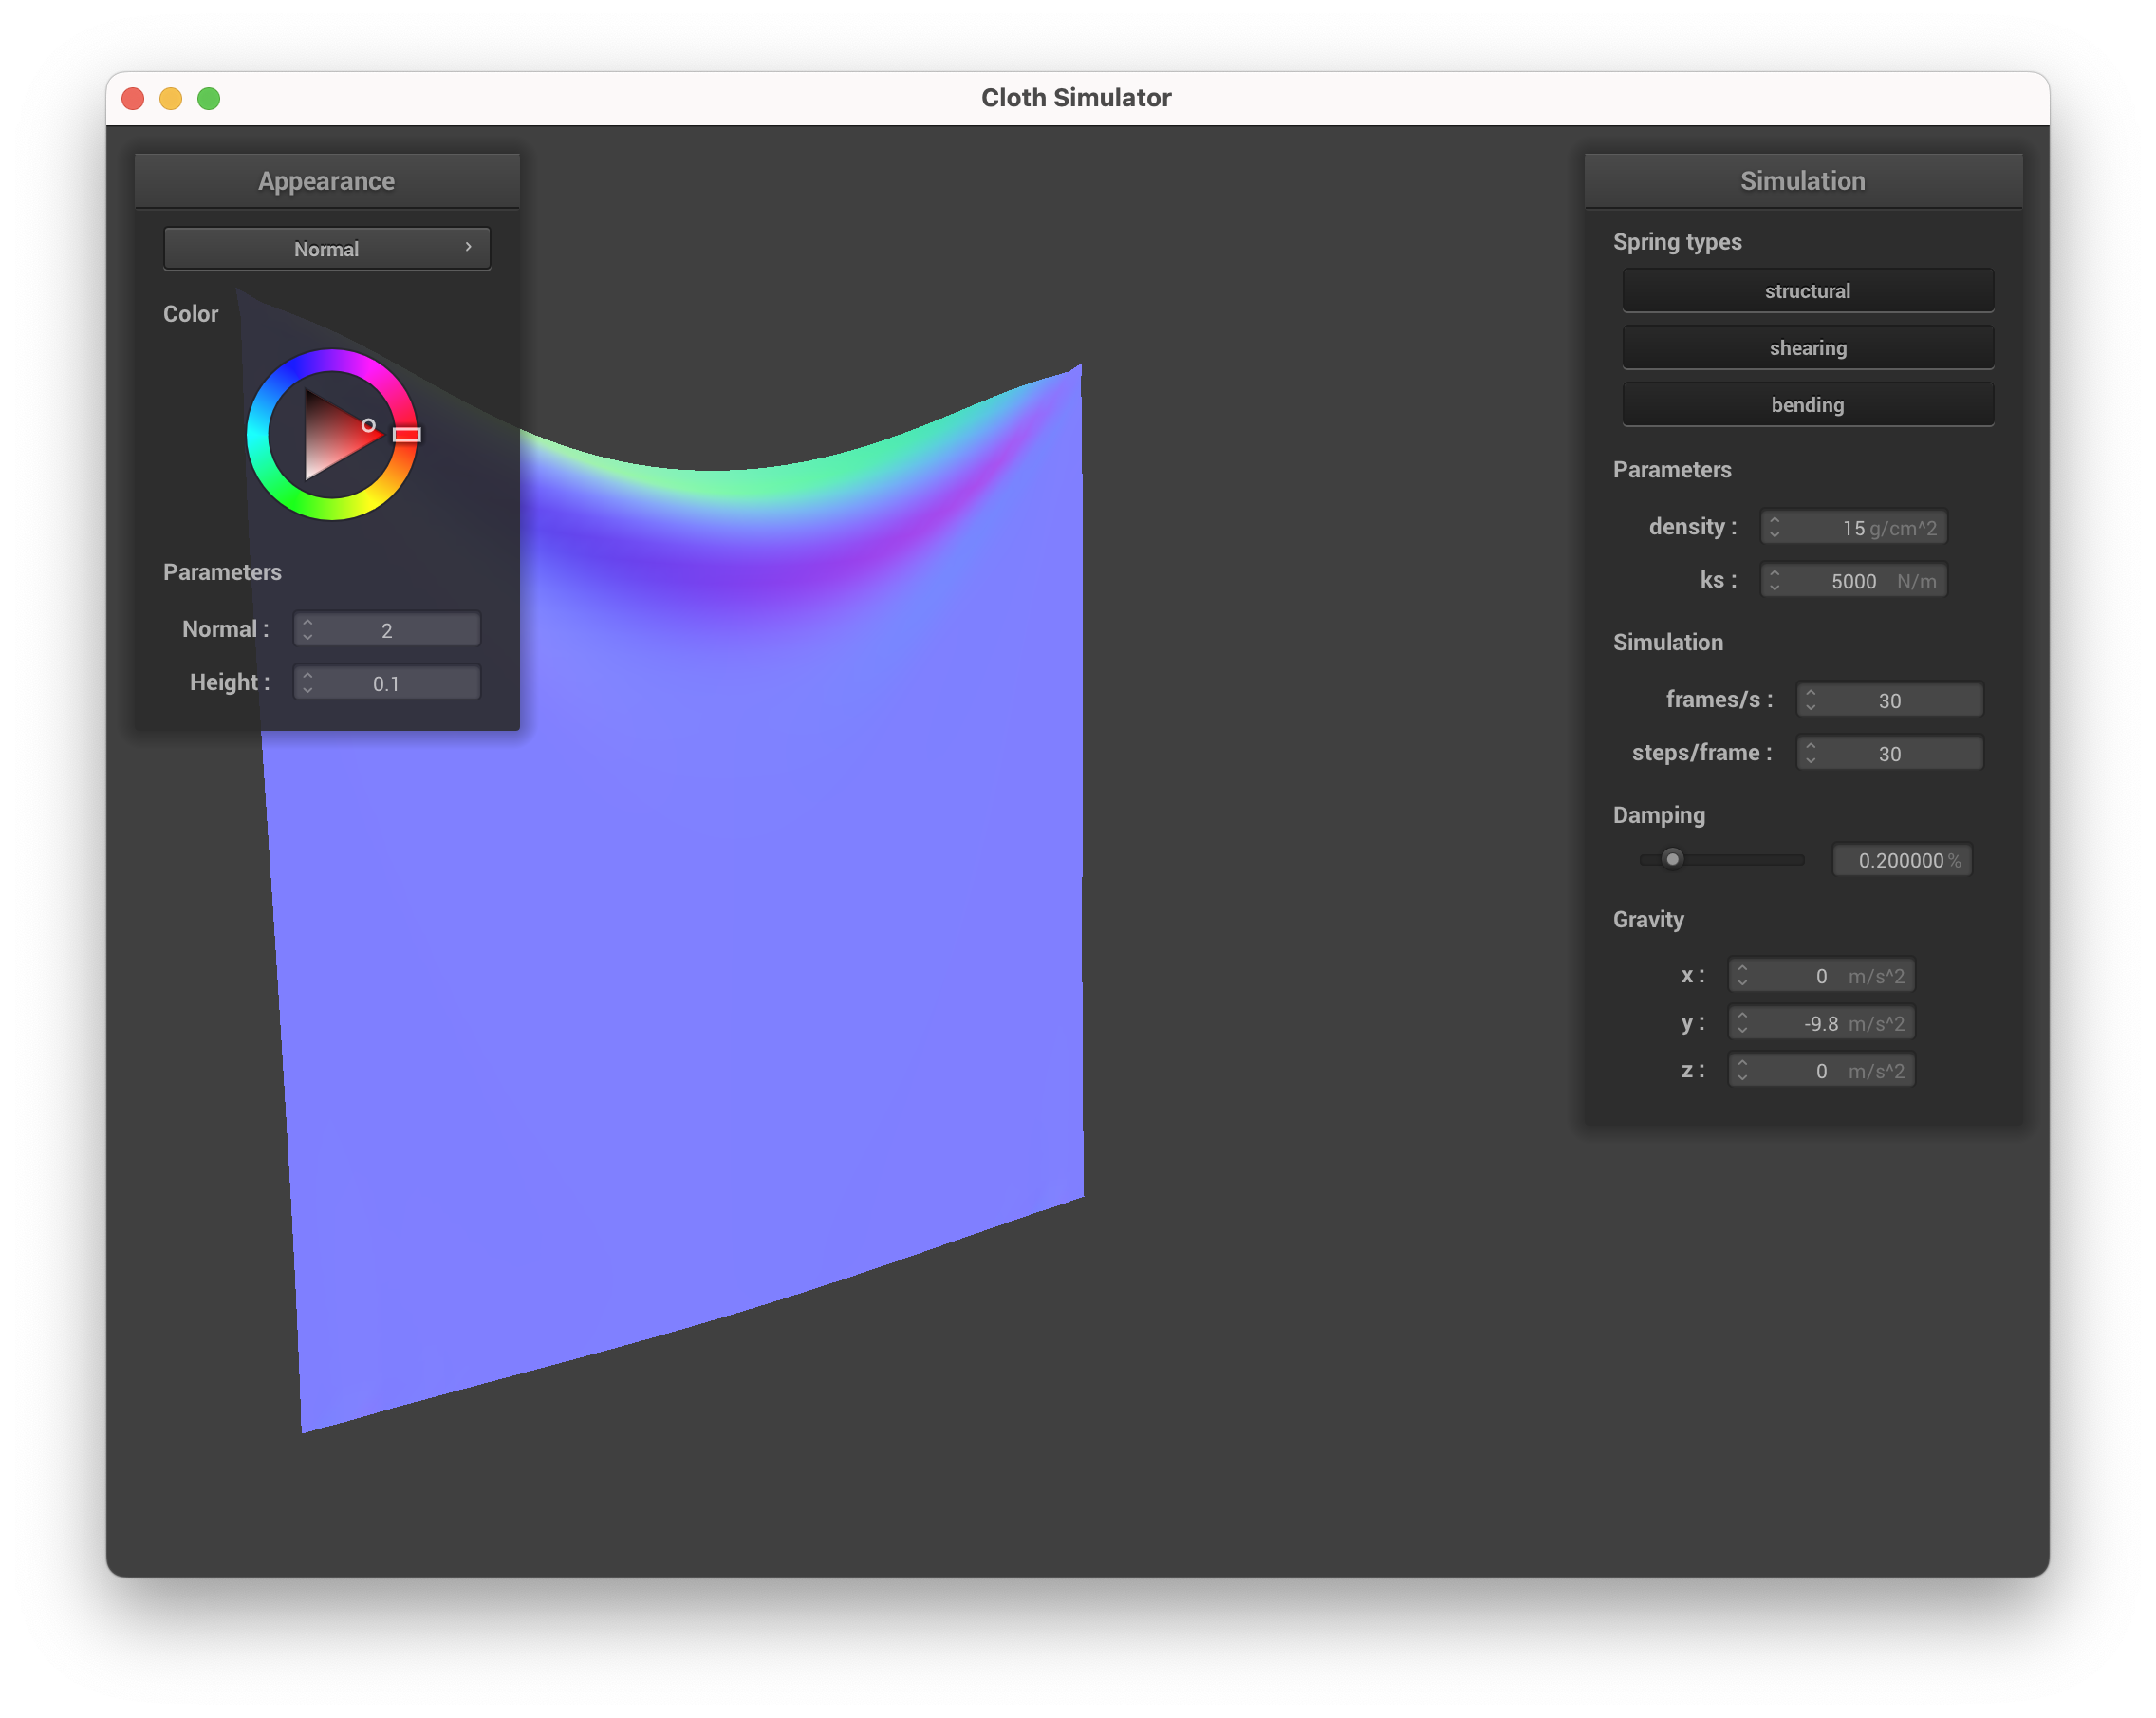 Cloth Simulator
Appearance
Normal
Color
Parameters
Normal : 2
Height : 0.1
Simulation
Spring types
structural
shearing
bending
Parameters
density : 15 g/cm^2
ks : 5000 N/m
Simulation
frames/s : 30
steps/frame : 30
Damping
0.200000 %
Gravity
x : 0 m/s^2
y : -9.8 m/s^2
z : 0 m/s^2